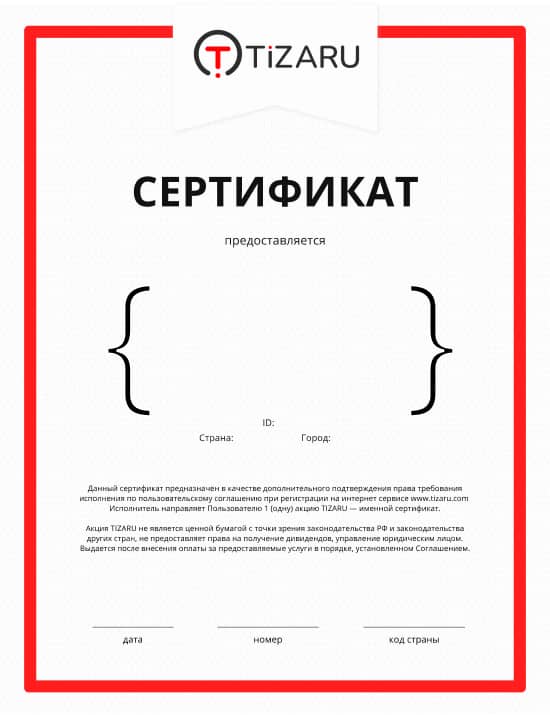 TiZARU
СЕРТИФИКАТ
предоставляется
{ }
ID:
Страна: Город:
Данный сертификат предназначен в качестве дополнительного подтверждения права требования
исполнения по пользовательскому соглашению при регистрации на интернет сервисе www.tizaru.com
Исполнитель направляет Пользователю 1 (одну) акцию TIZARU — именной сертификат.
Акция TIZARU не является ценной бумагой с точки зрения законодательства РФ и законодательства
других стран, не предоставляет права на получение дивидендов, управление юридическим лицом.
Выдается после внесения оплаты за предоставляемые услуги в порядке, установленном Соглашением.
дата номер код страны